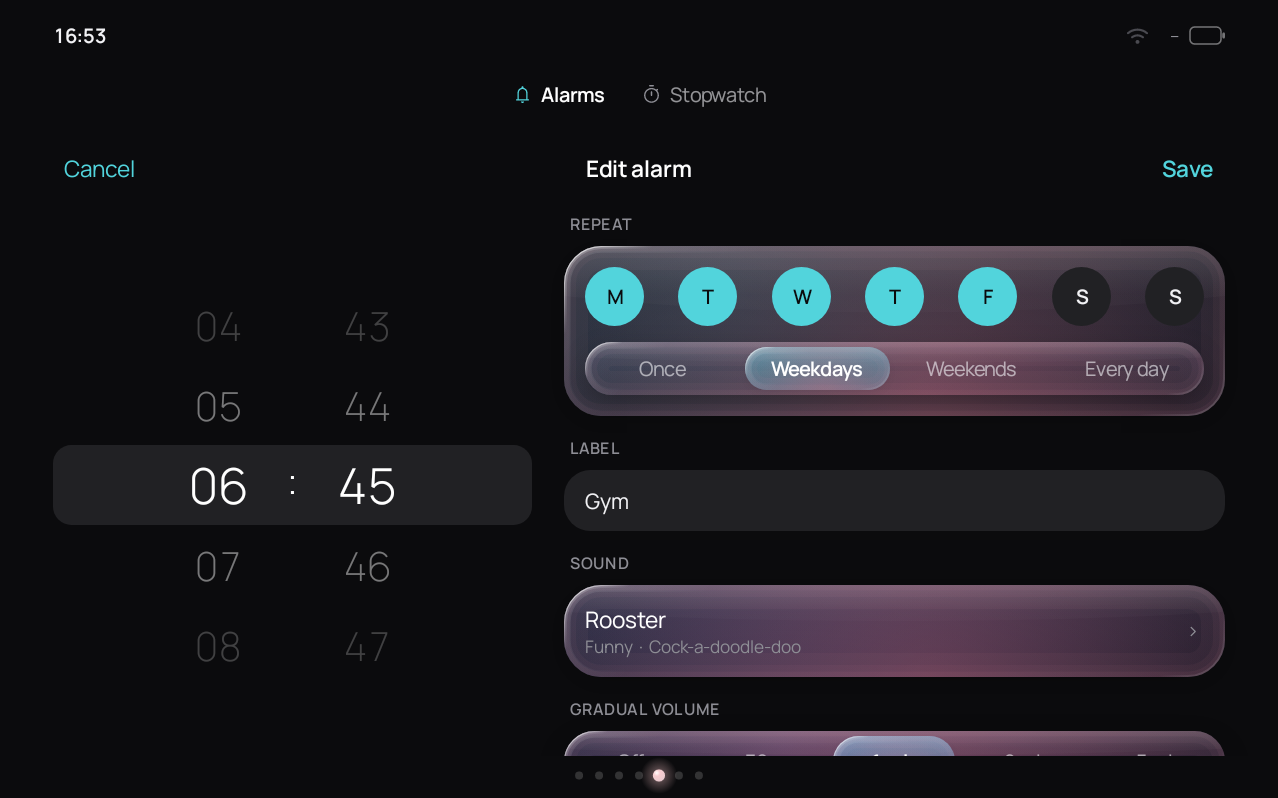 16:53
–
Alarms Stopwatch
Cancel
Edit alarm
Save
04 43
05 44
06 : 45
07 46
08 47
REPEAT
M T W T F S S
Once Weekdays Weekends Every day
LABEL
Gym
SOUND
Rooster
Funny · Cock-a-doodle-doo
GRADUAL VOLUME